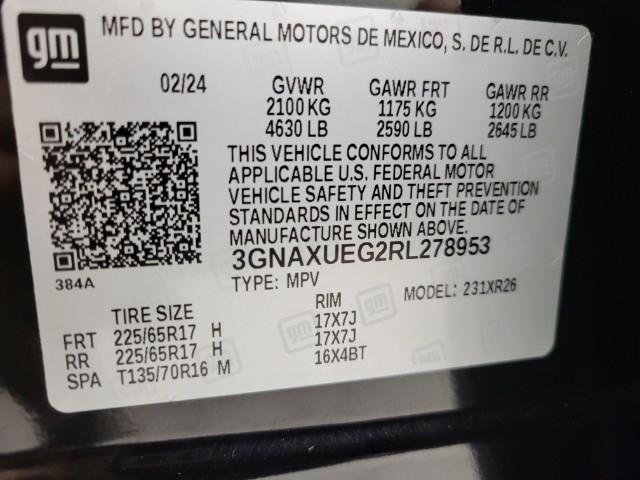 gm
MFD BY GENERAL MOTORS DE MEXICO, S. DE R.L. DE C.V.
02/24 GVWR GAWR FRT GAWR RR
2100 KG 1175 KG 1200 KG
4630 LB 2590 LB 2645 LB
THIS VEHICLE CONFORMS TO ALL
APPLICABLE U.S. FEDERAL MOTOR
VEHICLE SAFETY AND THEFT PREVENTION
STANDARDS IN EFFECT ON THE DATE OF
MANUFACTURE SHOWN ABOVE.
3GNAXUEG2RL278953
384A TYPE: MPV MODEL: 231XR26
TIRE SIZE RIM
FRT 225/65R17 H 17X7J
RR 225/65R17 H 17X7J
SPA T135/70R16 M 16X4BT